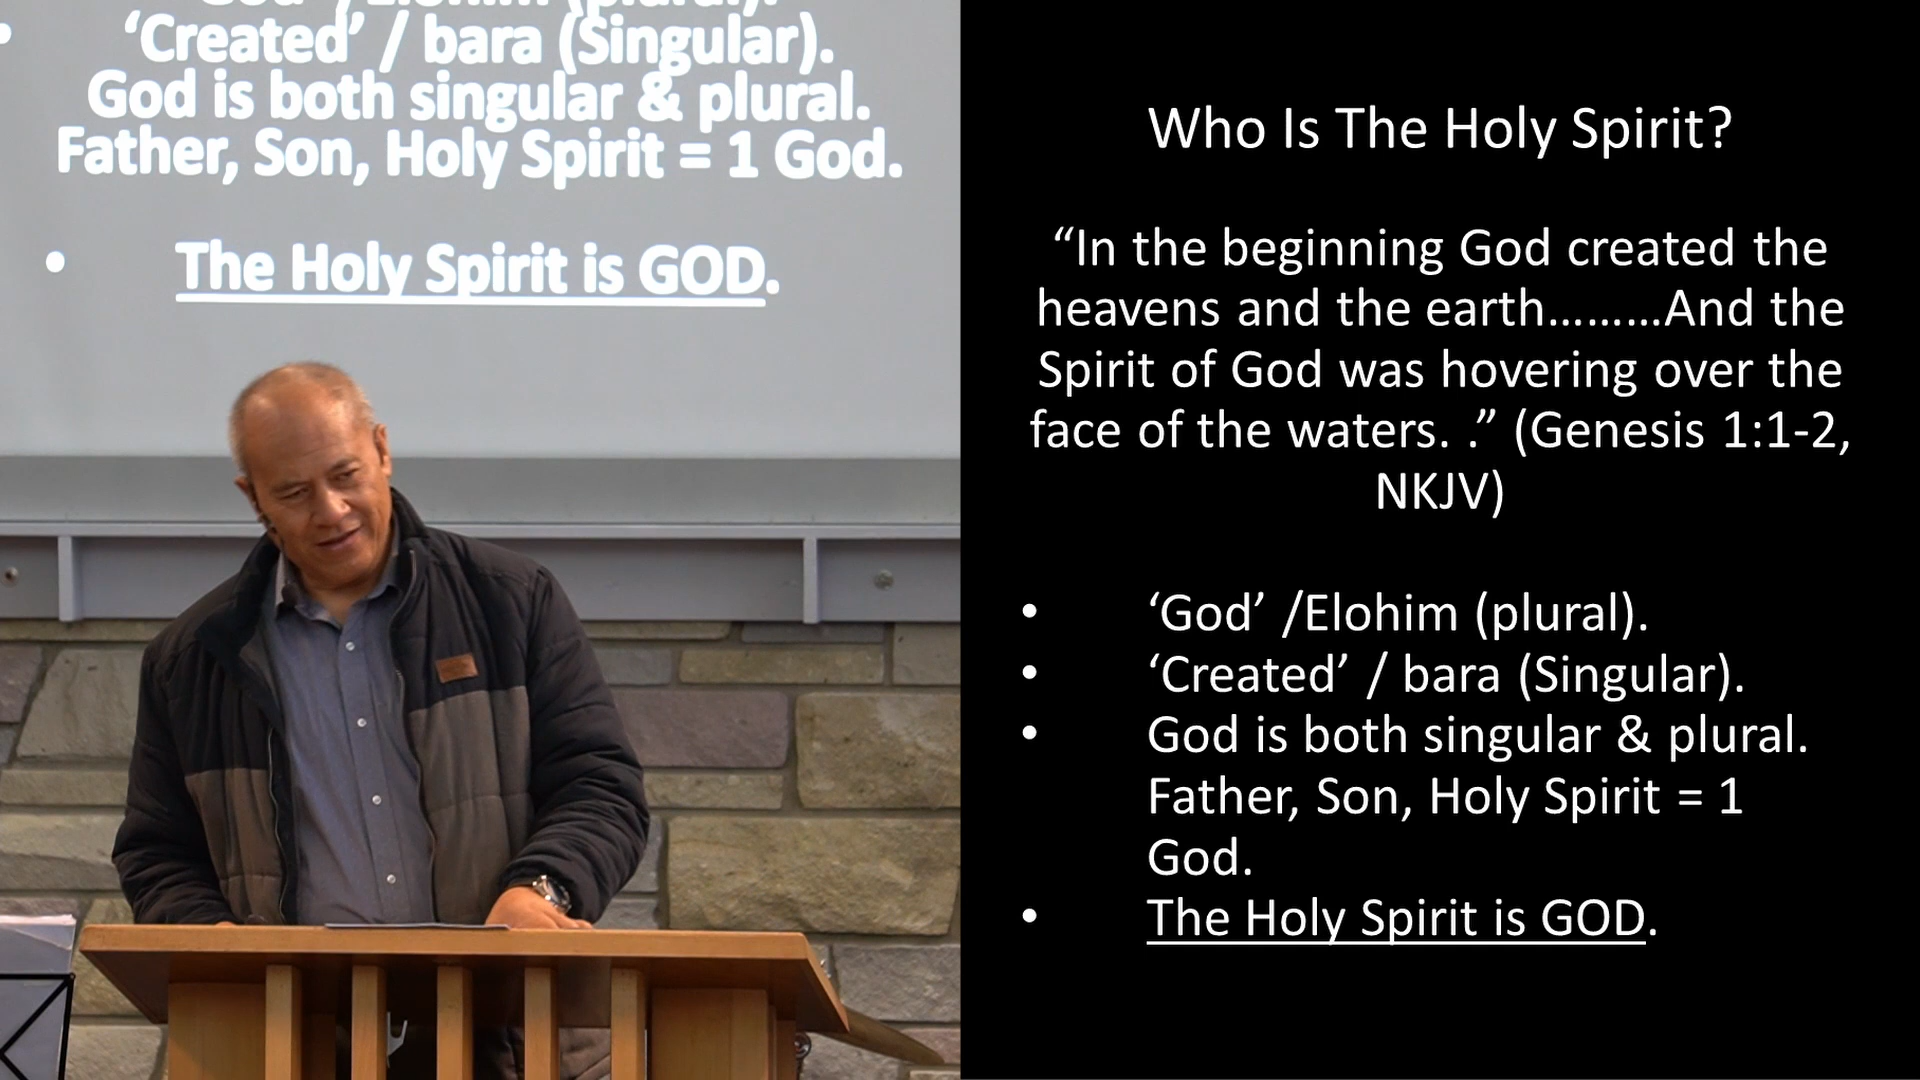 ‘Created’ / bara (Singular).
God is both singular & plural.
Father, Son, Holy Spirit = 1 God.
• The Holy Spirit is GOD.
Who Is The Holy Spirit?
“In the beginning God created the
heavens and the earth………And the
Spirit of God was hovering over the
face of the waters. .” (Genesis 1:1-2,
NKJV)
• ‘God’ /Elohim (plural).
• ‘Created’ / bara (Singular).
• God is both singular & plural.
Father, Son, Holy Spirit = 1
God.
• The Holy Spirit is GOD.